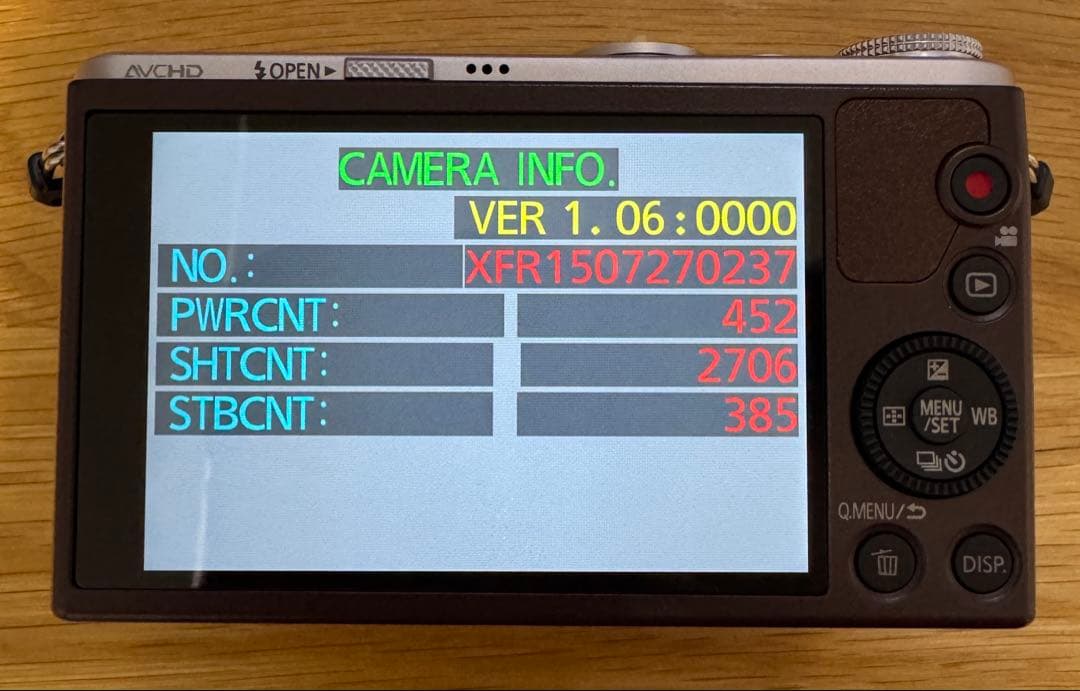 AVCHD
OPEN
CAMERA INFO.
VER 1. 06:0000
NO.: XFR1507270237
PWRCNT: 452
SHTCNT: 2706
STBCNT: 385
MENU
/SET
WB
Q.MENU/
DISP.